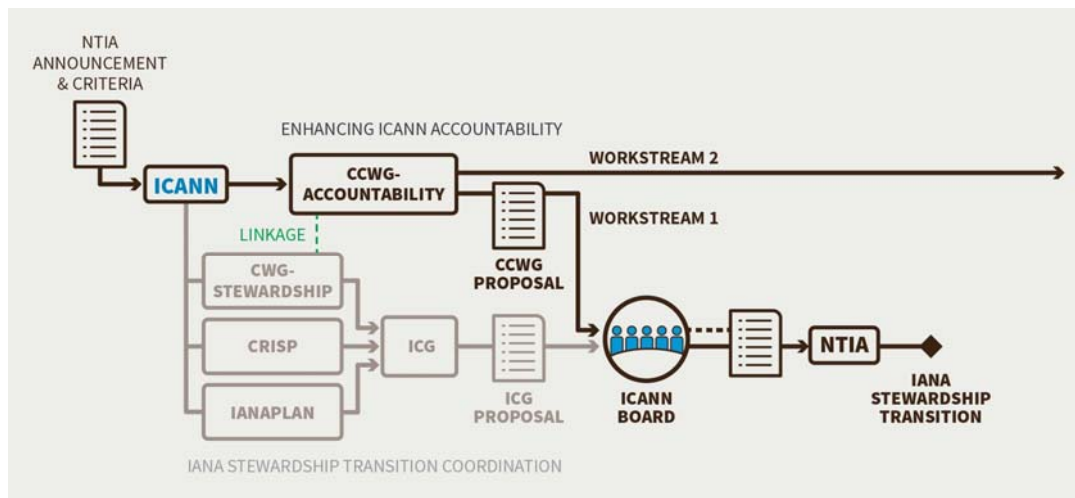 NTIA
ANNOUNCEMENT
& CRITERIA
ENHANCING ICANN ACCOUNTABILITY
ICANN
CCWG-
ACCOUNTABILITY
WORKSTREAM 2
WORKSTREAM 1
LINKAGE
CCWG
PROPOSAL
CWG-
STEWARDSHIP
CRISP
IANAPLAN
ICG
ICG
PROPOSAL
ICANN
BOARD
NTIA
IANA
STEWARDSHIP
TRANSITION
IANA STEWARDSHIP TRANSITION COORDINATION